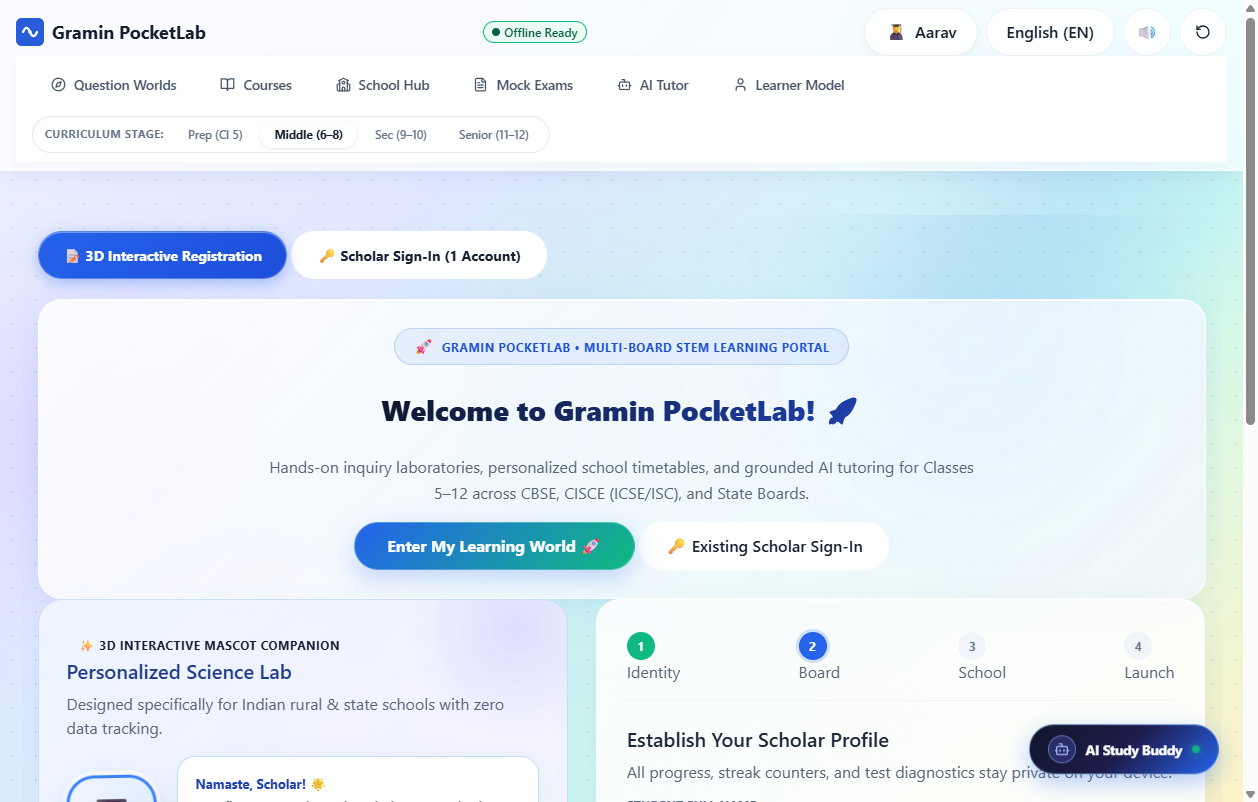 Gramin PocketLab
Offline Ready
Aarav
English (EN)
Question Worlds
Courses
School Hub
Mock Exams
AI Tutor
Learner Model
CURRICULUM STAGE:
Prep (Cl 5)
Middle (6–8)
Sec (9–10)
Senior (11–12)
3D Interactive Registration
Scholar Sign-In (1 Account)
GRAMIN POCKETLAB • MULTI-BOARD STEM LEARNING PORTAL
Welcome to Gramin PocketLab!
Hands-on inquiry laboratories, personalized school timetables, and grounded AI tutoring for Classes
5–12 across CBSE, CISCE (ICSE/ISC), and State Boards.
Enter My Learning World
Existing Scholar Sign-In
3D INTERACTIVE MASCOT COMPANION
Personalized Science Lab
Designed specifically for Indian rural & state schools with zero
data tracking.
Namaste, Scholar!
1
Identity
2
Board
3
School
4
Launch
Establish Your Scholar Profile
All progress, streak counters, and test diagnostics stay private on your device.
AI Study Buddy